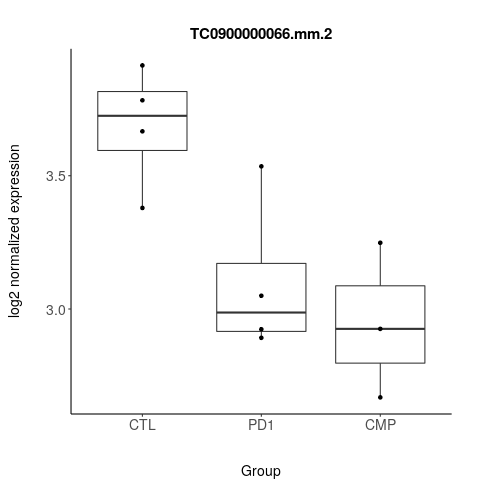 TC0900000066.mm.2
log2 normalized expression
3.5
3.0
CTL PD1 CMP
Group